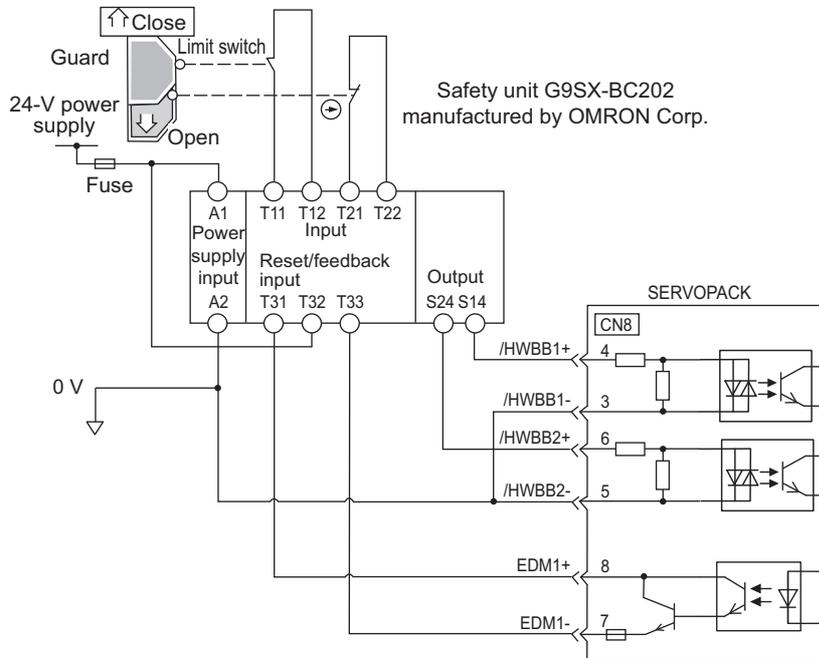 Close
Guard
Limit switch
24-V power
supply
Open
Fuse
Safety unit G9SX-BC202
manufactured by OMRON Corp.
A1
T11
T12
T21
T22
Power
supply
input
Input
Reset/feedback
input
Output
A2
T31
T32
T33
S24
S14
0 V
SERVOPACK
CN8
/HWBB1+
4
/HWBB1-
3
/HWBB2+
6
/HWBB2-
5
EDM1+
8
EDM1-
7